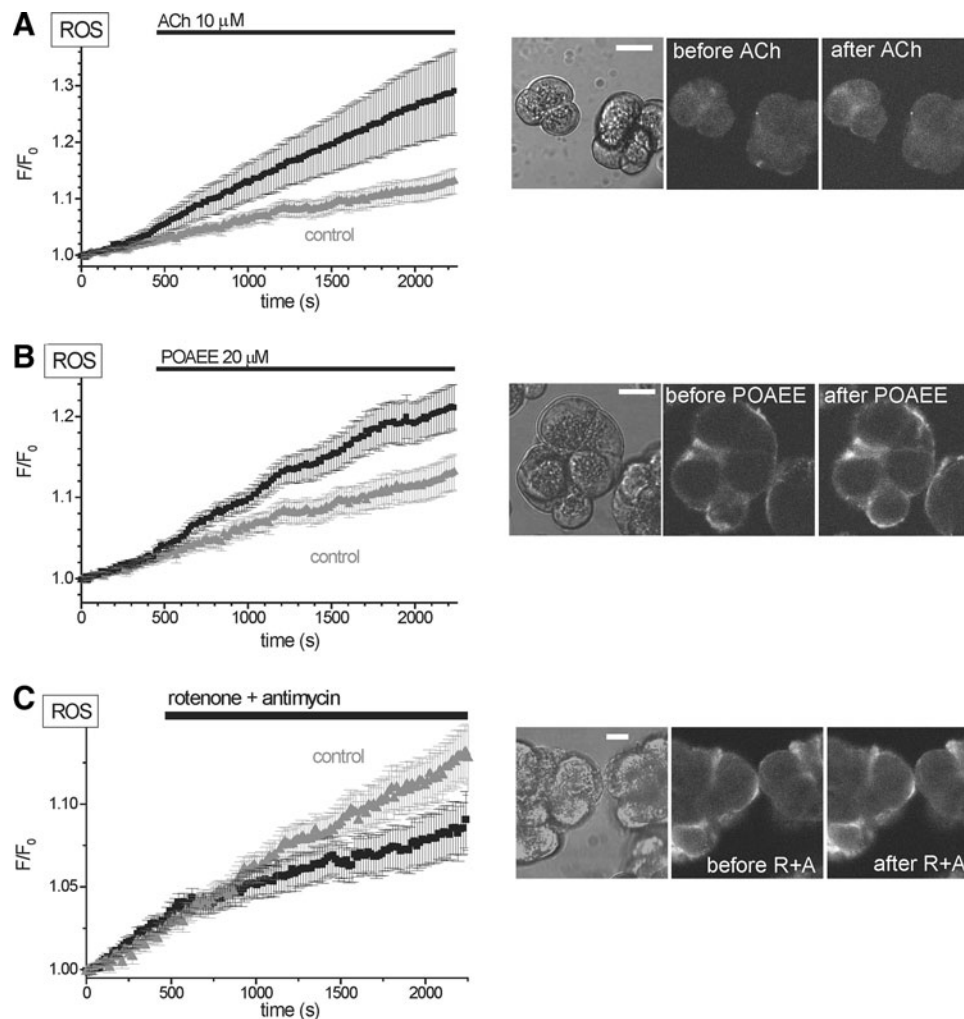 A
ROS
ACh 10 μM
1.3
1.2
1.1
1.0
F/F0
control
0 500 1000 1500 2000
time (s)
before ACh
after ACh
B
ROS
POAEE 20 μM
1.2
1.1
1.0
F/F0
control
0 500 1000 1500 2000
time (s)
before POAEE
after POAEE
C
ROS
rotenone + antimycin
control
1.10
1.05
1.00
F/F0
0 500 1000 1500 2000
time (s)
before R+A
after R+A